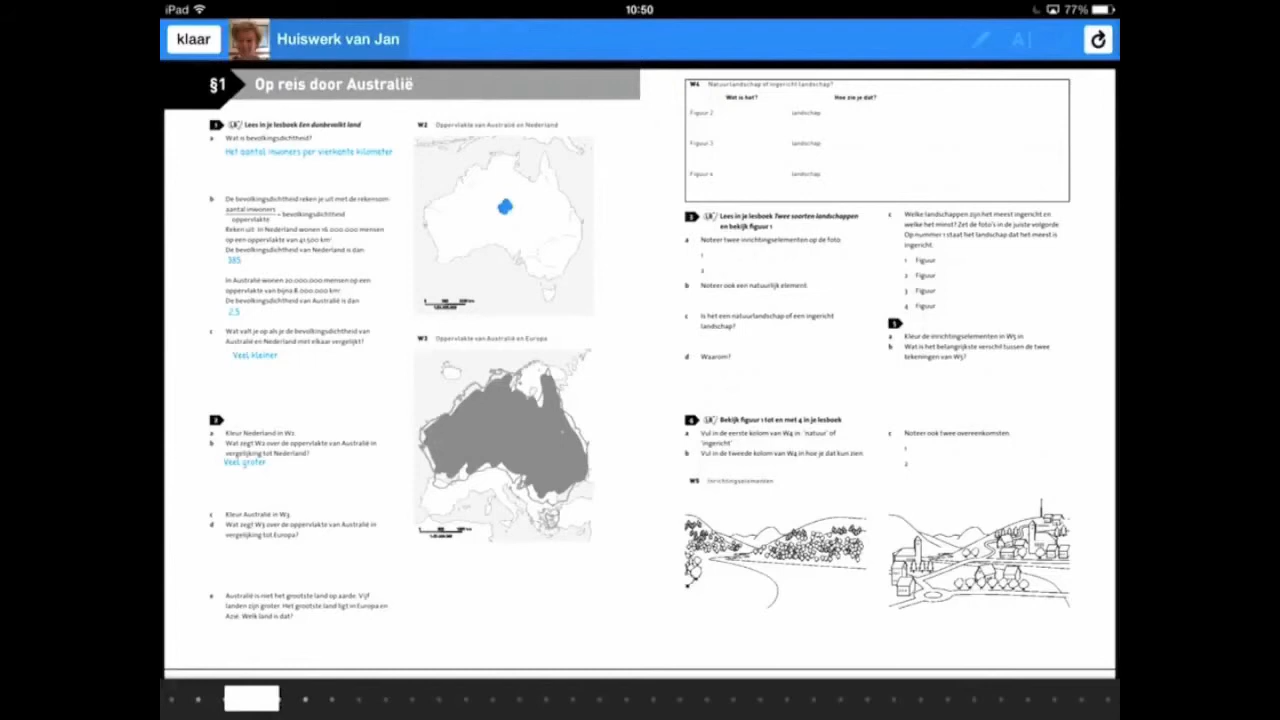 iPad
10:50
77%
klaar
Huiswerk van Jan
A
§1 Op reis door Australië
1 Lees in je lesboek Een dunbevolkt land
a Wat is bevolkingsdichtheid?
Het aantal inwoners per vierkante kilometer
b De bevolkingsdichtheid reken je uit met de rekensom
aantal inwoners
oppervlakte = bevolkingsdichtheid
Reken uit. In Nederland wonen 16.000.000 mensen
op een oppervlakte van 41.500 km²
De bevolkingsdichtheid van Nederland is dan
385
In Australië wonen 20.000.000 mensen op een
oppervlakte van bijna 8.000.000 km²
De bevolkingsdichtheid van Australië is dan
2,5
c Wat valt je op als je de bevolkingsdichtheid van
Australië en Nederland met elkaar vergelijkt?
Veel kleiner
2
a Kleur Nederland in W2.
b Wat zegt W2 over de oppervlakte van Australië in
vergelijking tot Nederland?
Veel groter
c Kleur Australië in W3.
d Wat zegt W3 over de oppervlakte van Australië in
vergelijking tot Europa?
e Australië is niet het grootste land op aarde. Vijf
landen zijn groter. Het grootste land ligt in Europa en
Azië. Welk land is dat?
W2 Oppervlakte van Australië en Nederland
W3 Oppervlakte van Australië en Europa
W4 Natuurlandschap of ingericht landschap?
Wat is het? Hoe zie je dat?
Figuur 2 landschap
Figuur 3 landschap
Figuur 4 landschap
3 Lees in je lesboek Twee soorten landschappen
en bekijk figuur 1
a Noteer twee inrichtingselementen op de foto.
1
2
b Noteer ook een natuurlijk element.
c Is het een natuurlandschap of een ingericht
landschap?
d Waarom?
4 Bekijk figuur 1 tot en met 4 in je lesboek
a Vul in de eerste kolom van W4 in: 'natuur' of
'ingericht'
b Vul in de tweede kolom van W4 in hoe je dat kun zien.
W5 Inrichtingselementen
c Welke landschappen zijn het meest ingericht en
welke het minst? Zet de foto's in de juiste volgorde.
Op nummer 1 staat het landschap dat het meest is
ingericht.
1 Figuur
2 Figuur
3 Figuur
4 Figuur
5
a Kleur de inrichtingselementen in W5 in
b Wat is het belangrijkste verschil tussen de twee
tekeningen van W5?
c Noteer ook twee overeenkomsten.
1
2